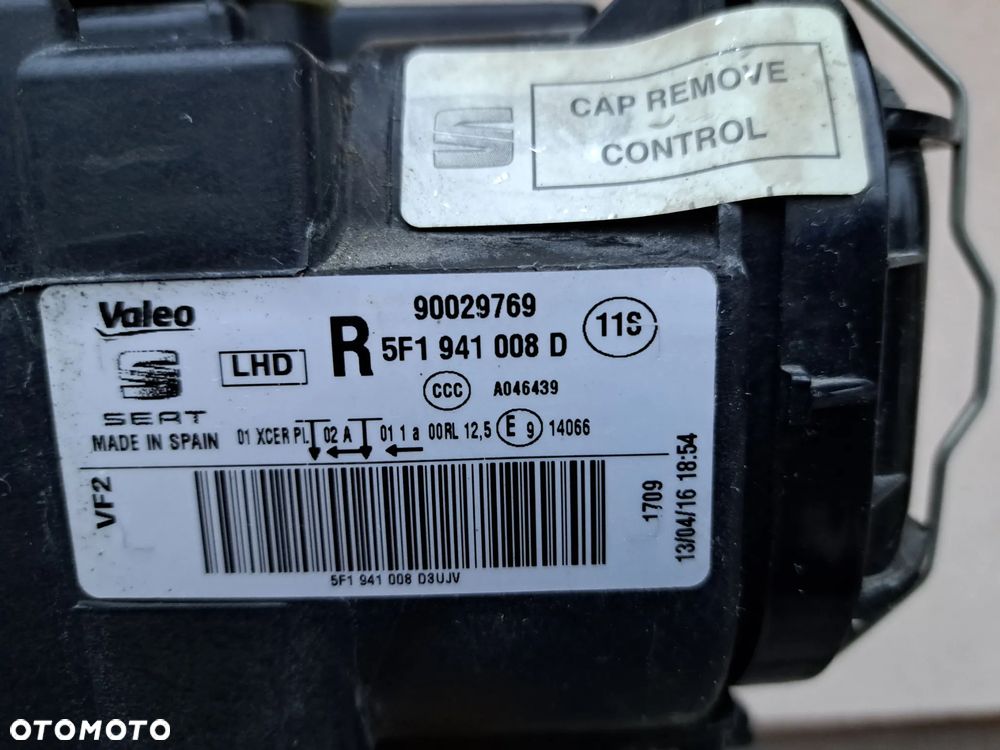 CAP REMOVE
CONTROL
Valeo
90029769
11S
R 5F1 941 008 D
LHD
CCC A046439
SEAT
MADE IN SPAIN
01 XCER PL 02 A 01 1 a 00RL 12,5 E 9 14066
VF2
1709
13/04/16 18:54
5F1 941 008 D3UJV
OTOMOTO